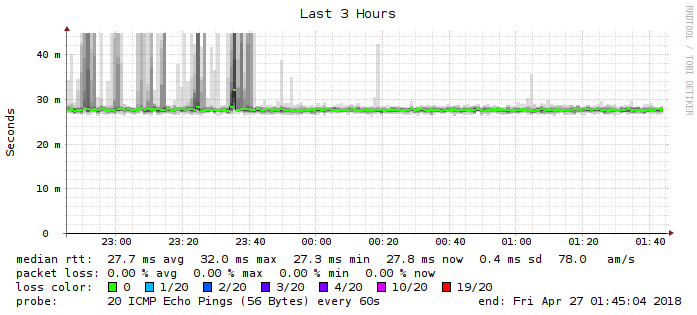 Last 3 Hours
RRDTOOL / TOBI OETIKER
Seconds
40 m
30 m
20 m
10 m
0
23:00 23:20 23:40 00:00 00:20 00:40 01:00 01:20 01:40
median rtt: 27.7 ms avg 32.0 ms max 27.3 ms min 27.8 ms now 0.4 ms sd 78.0 am/s
packet loss: 0.00 % avg 0.00 % max 0.00 % min 0.00 % now
loss color: 0 1/20 2/20 3/20 4/20 10/20 19/20
probe: 20 ICMP Echo Pings (56 Bytes) every 60s end: Fri Apr 27 01:45:04 2018